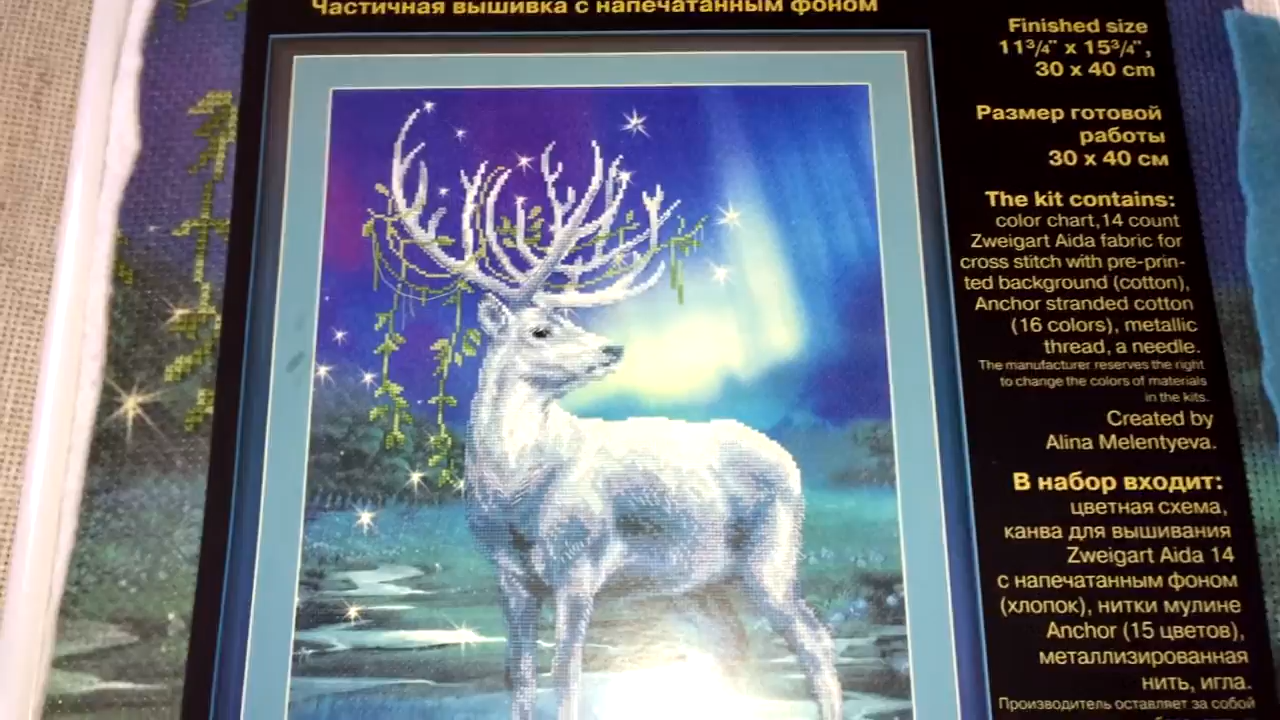 Частичная вышивка с напечатанным фоном
Finished size
11³/₄" x 15³/₄",
30 x 40 cm
Размер готовой
работы
30 x 40 см
The kit contains:
color chart,14 count
Zweigart Aida fabric for
cross stitch with pre-prin-
ted background (cotton),
Anchor stranded cotton
(16 colors), metallic
thread, a needle.
The manufacturer reserves the right
to change the colors of materials
in the kits.
Created by
Alina Melentyeva.
В набор входит:
цветная схема,
канва для вышивания
Zweigart Aida 14
с напечатанным фоном
(хлопок), нитки мулине
Anchor (15 цветов),
металлизированная
нить, игла.
Производитель оставляет за собой